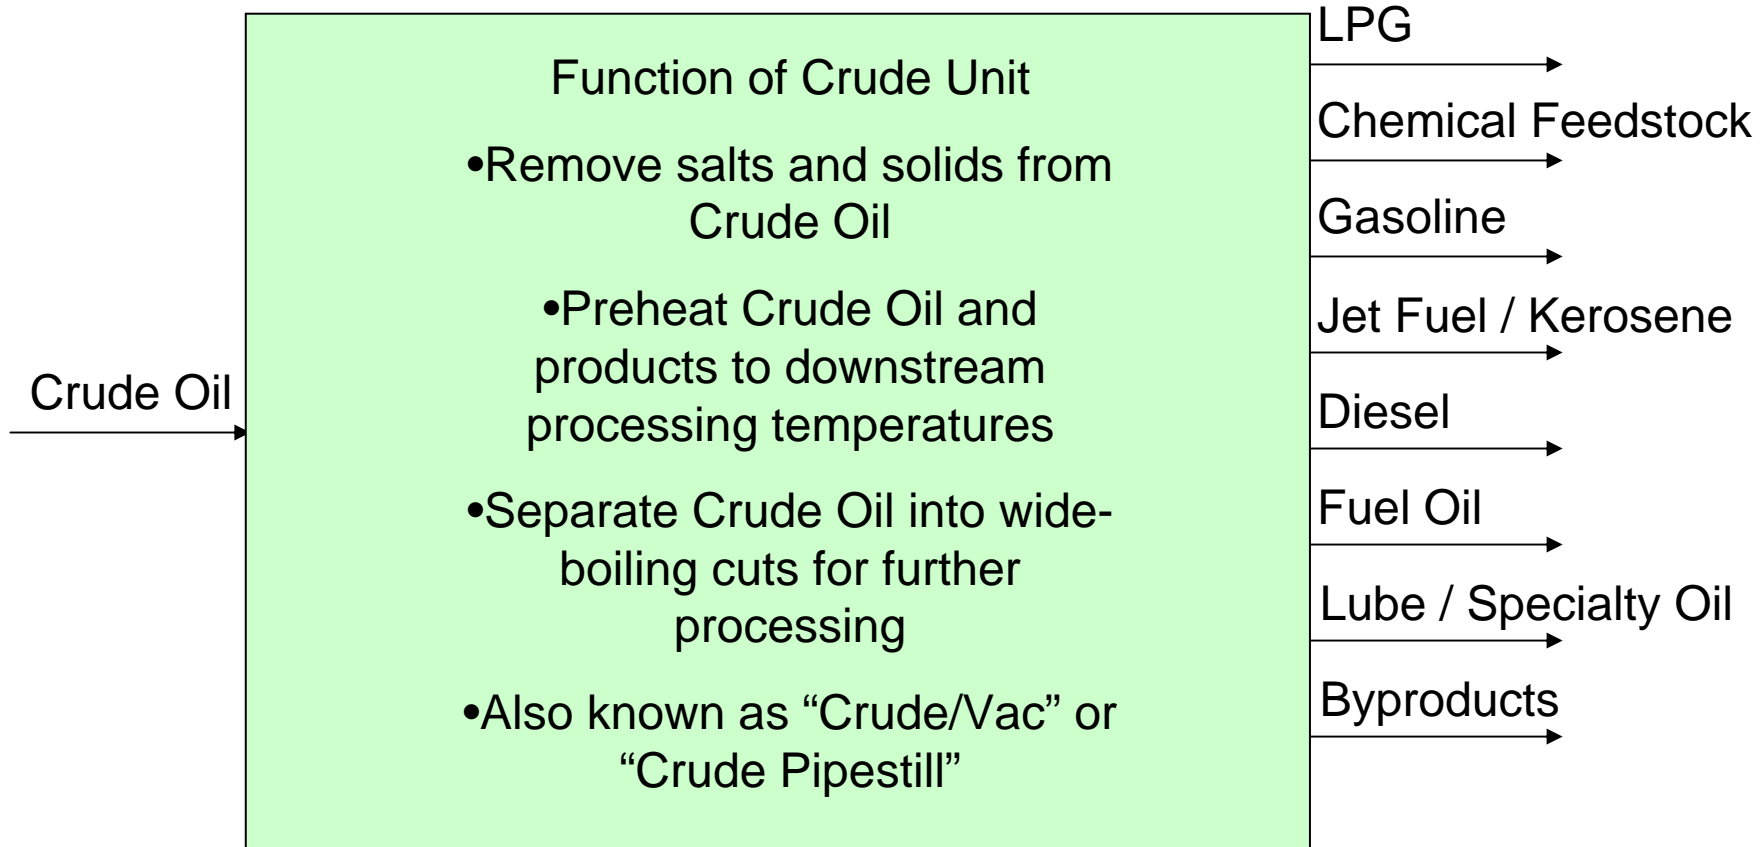 Crude Oil
Function of Crude Unit
•Remove salts and solids from
Crude Oil
•Preheat Crude Oil and
products to downstream
processing temperatures
•Separate Crude Oil into wide-
boiling cuts for further
processing
•Also known as “Crude/Vac” or
“Crude Pipestill”
LPG
Chemical Feedstock
Gasoline
Jet Fuel / Kerosene
Diesel
Fuel Oil
Lube / Specialty Oil
Byproducts